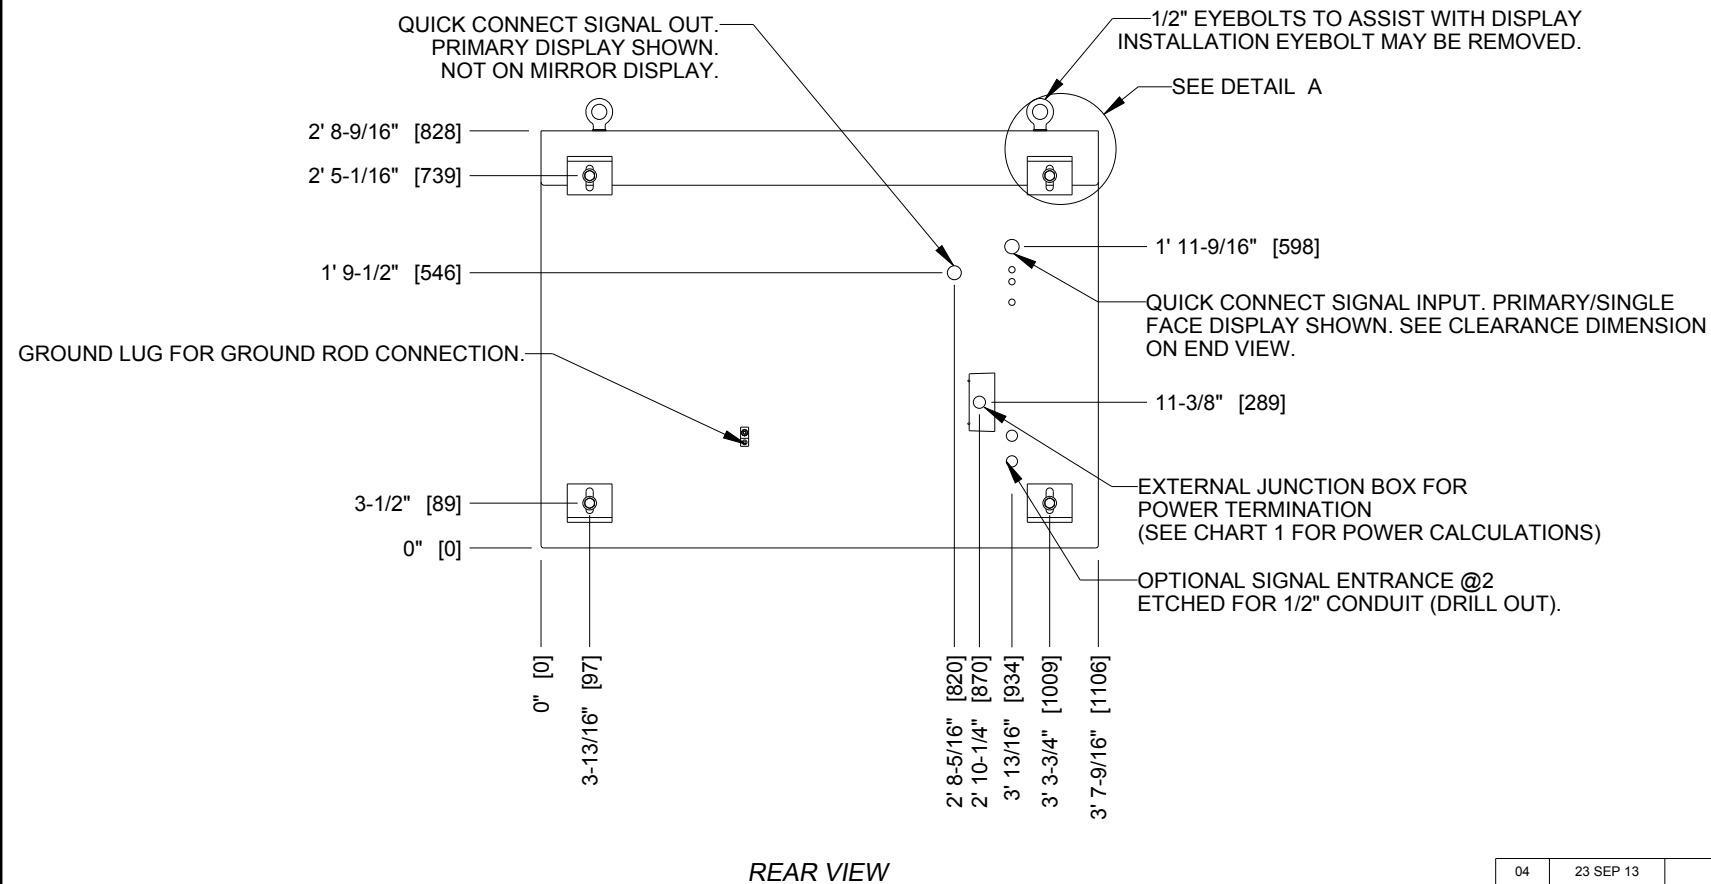 QUICK CONNECT SIGNAL OUT.
PRIMARY DISPLAY SHOWN.
NOT ON MIRROR DISPLAY.
1/2" EYEBOLTS TO ASSIST WITH DISPLAY
INSTALLATION EYEBOLT MAY BE REMOVED.
SEE DETAIL A
2' 8-9/16" [828]
2' 5-1/16" [739]
1' 9-1/2" [546]
1' 11-9/16" [598]
QUICK CONNECT SIGNAL INPUT. PRIMARY/SINGLE
FACE DISPLAY SHOWN. SEE CLEARANCE DIMENSION
ON END VIEW.
GROUND LUG FOR GROUND ROD CONNECTION.
11-3/8" [289]
3-1/2" [89]
0" [0]
EXTERNAL JUNCTION BOX FOR
POWER TERMINATION
(SEE CHART 1 FOR POWER CALCULATIONS)
OPTIONAL SIGNAL ENTRANCE @2
ETCHED FOR 1/2" CONDUIT (DRILL OUT).
0" [0]
3-13/16" [97]
2' 8-5/16" [820]
2' 10-1/4" [870]
3' 13/16" [934]
3' 3-3/4" [1009]
3' 7-9/16" [1106]
REAR VIEW
04 23 SEP 13